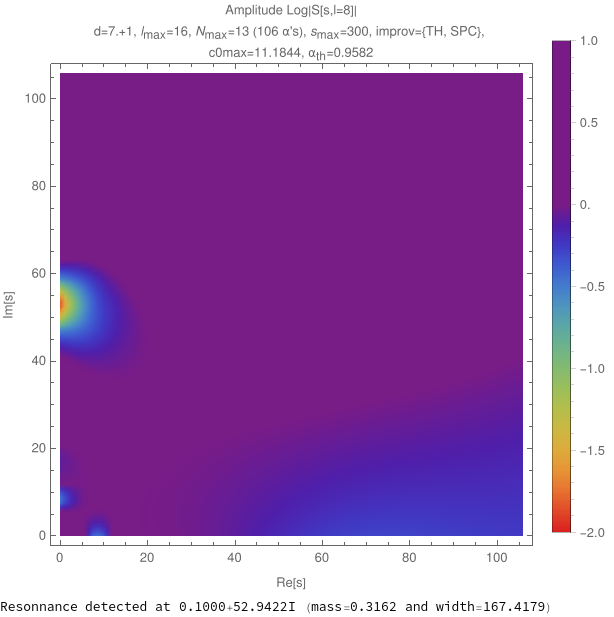 Amplitude Log|S[s,l=8]|
d=7.+1, lmax=16, Nmax=13 (106 α's), smax=300, improv={TH, SPC},
c0max=11.1844, αth=0.9582
1.0
0.5
0.
-0.5
-1.0
-1.5
-2.0
100
80
60
40
20
0
Im[s]
0 20 40 60 80 100
Re[s]
Resonnance detected at 0.1000+52.9422I (mass=0.3162 and width=167.4179)